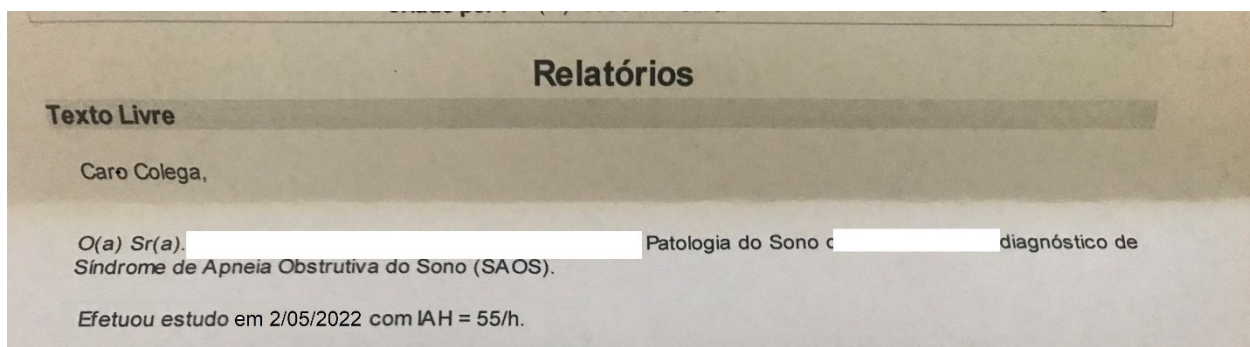 Relatórios
Texto Livre
Caro Colega,
O(a) Sr(a). Patologia do Sono diagnóstico de
Síndrome de Apneia Obstrutiva do Sono (SAOS).
Efetuou estudo em 2/05/2022 com IAH = 55/h.